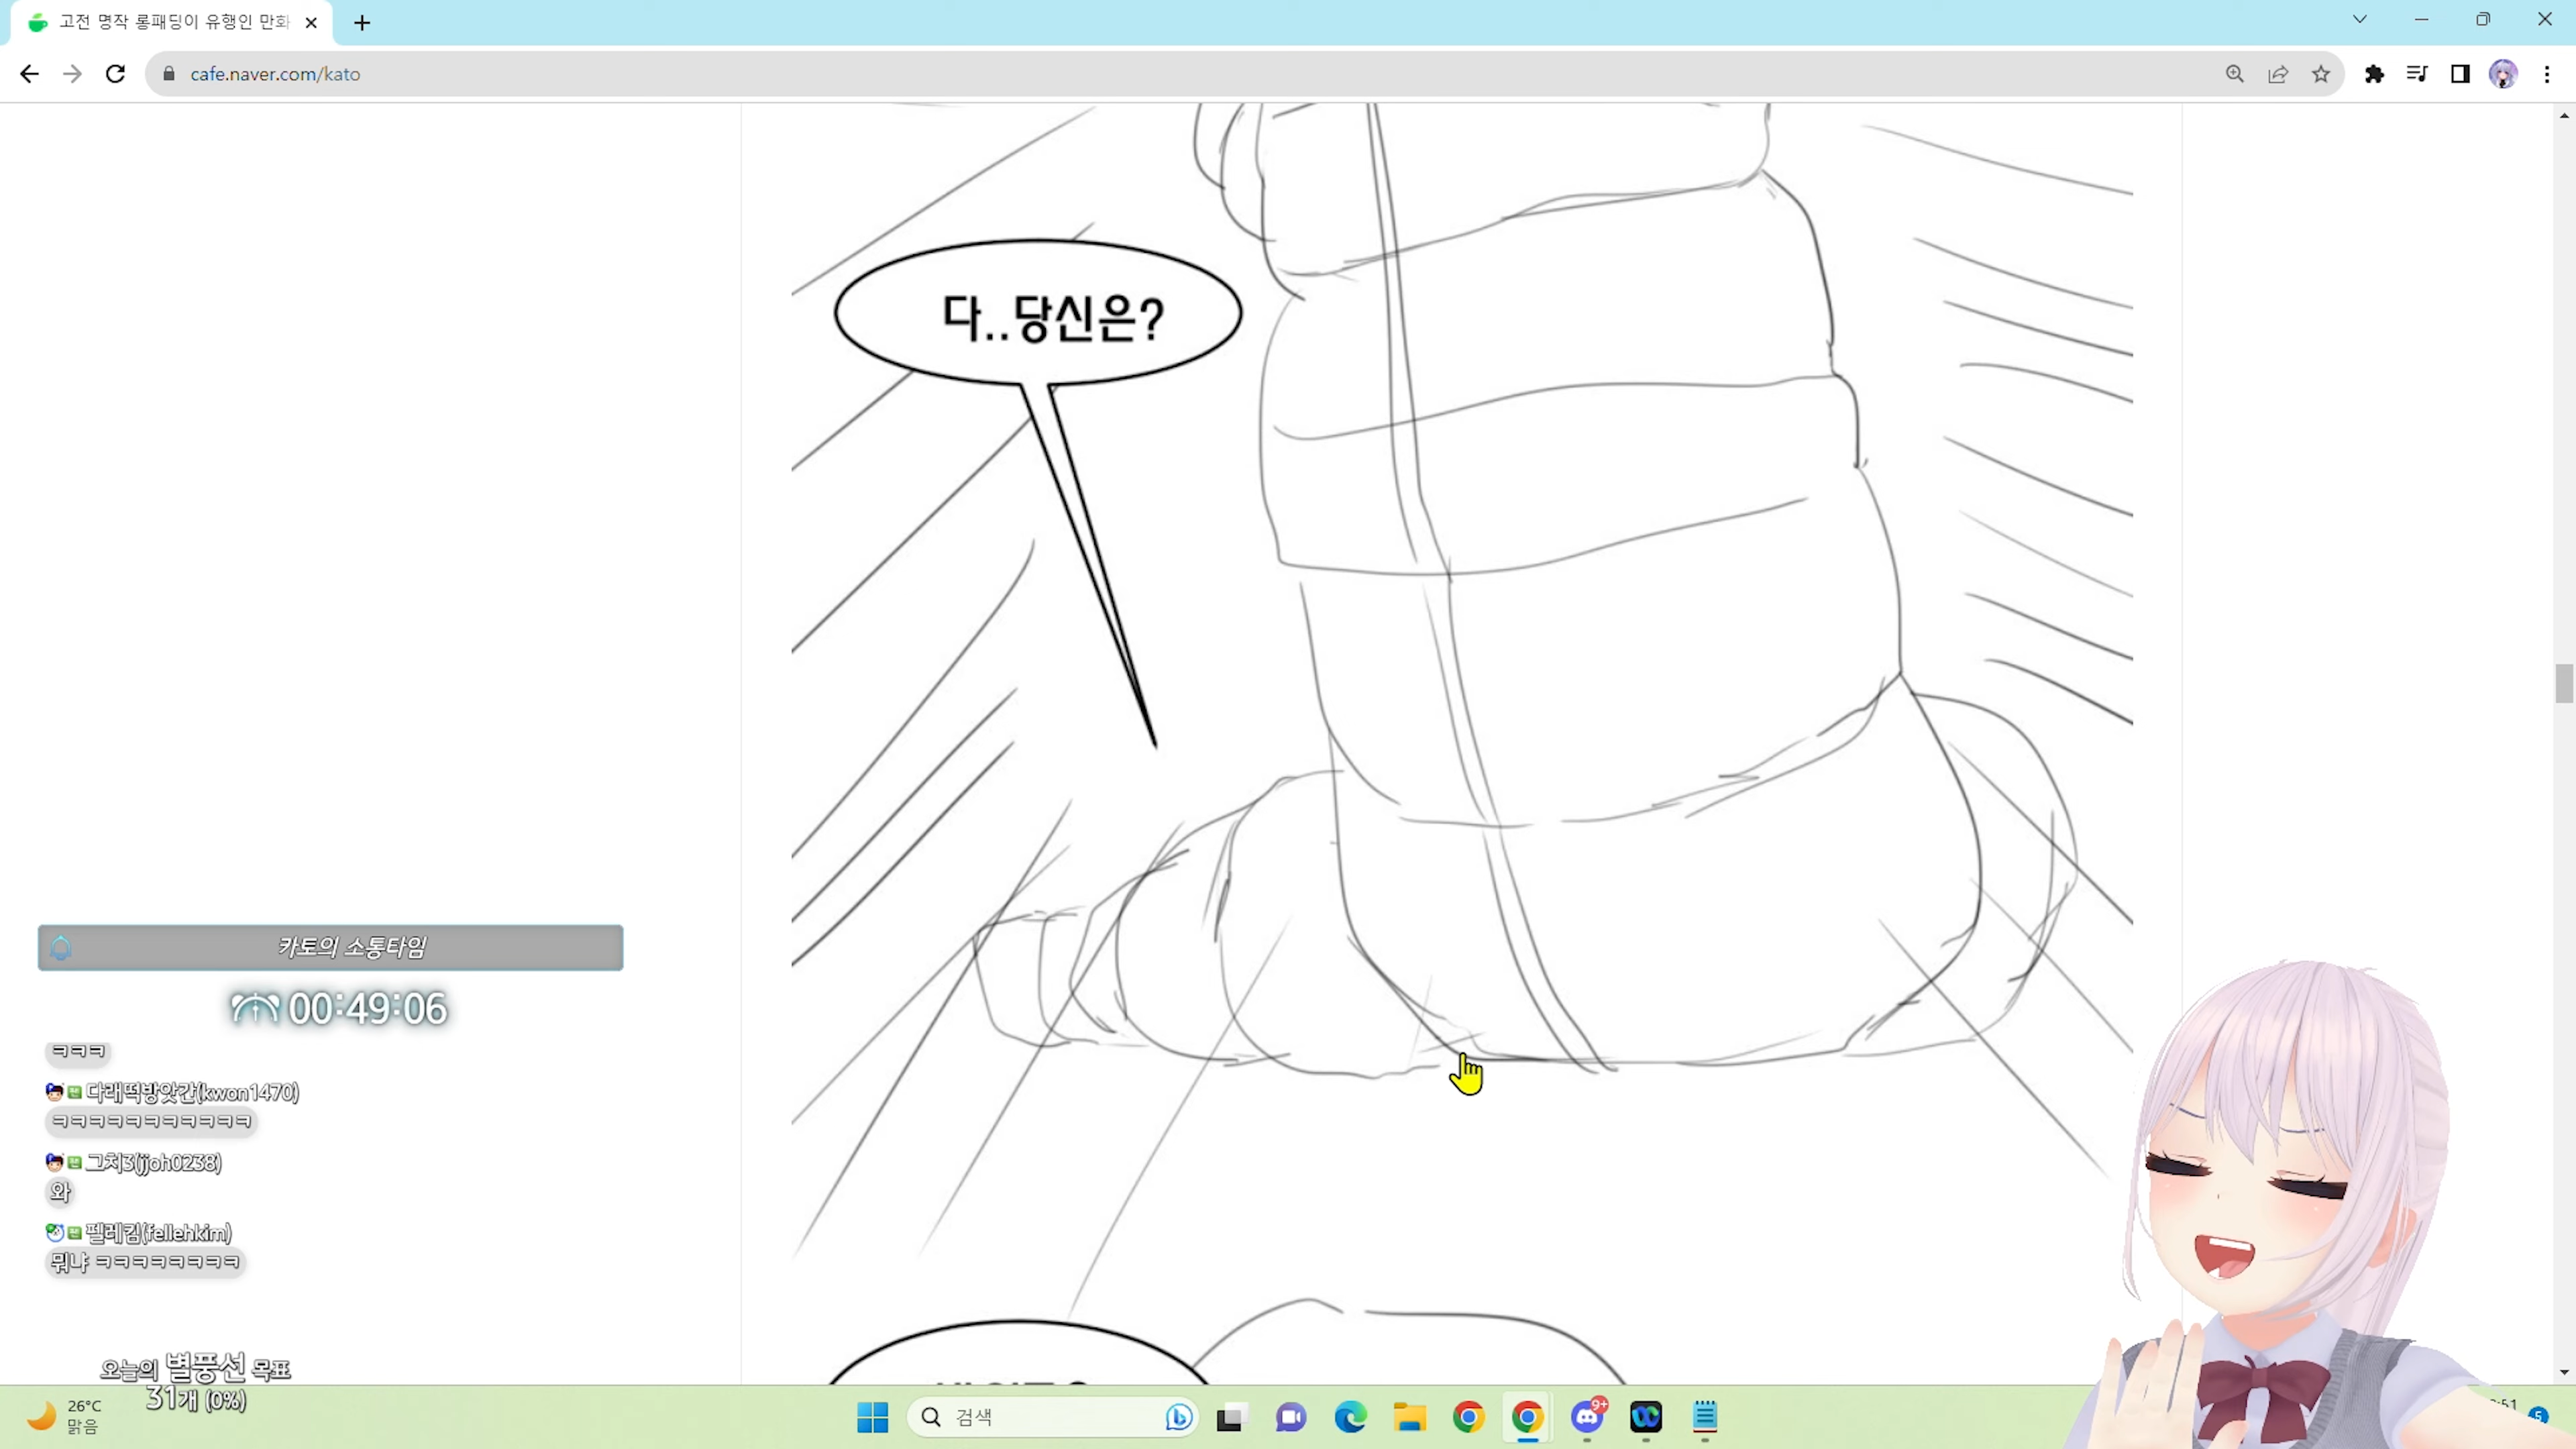 고전 명작 롱패딩이 유행인 만화
cafe.naver.com/kato
다..당신은?
카토의 소통타임
00:49:06
ㅋㅋㅋ
다래떡방앗간(kwon1470)
ㅋㅋㅋㅋㅋㅋㅋㅋㅋㅋㅋ
그처3(jjoh0238)
와
펠레킴(fellehkim)
뭐냐 ㅋㅋㅋㅋㅋㅋㅋㅋ
오늘의 별풍선 목표
31개 (0%)
26°C
맑음
검색
9+
5